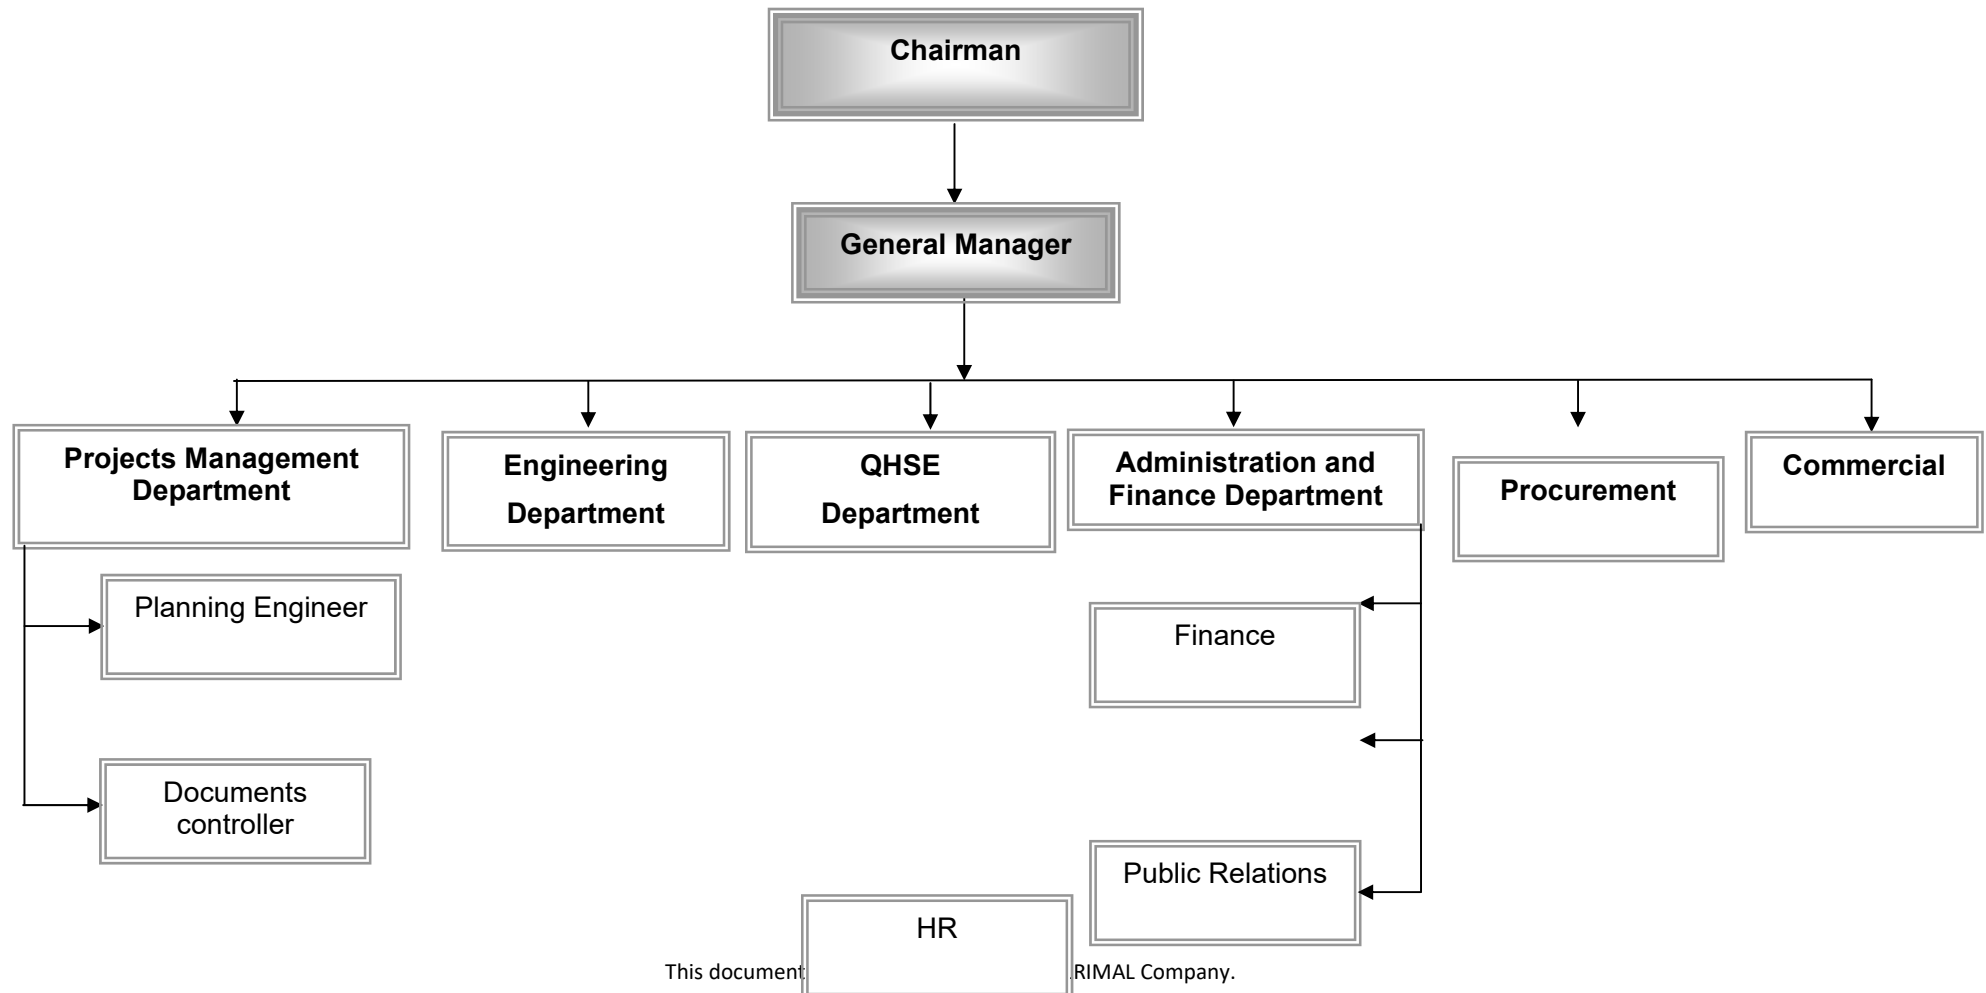 Chairman
General Manager
Projects Management
Department
Engineering
Department
QHSE
Department
Administration and
Finance Department
Procurement
Commercial
Planning Engineer
Finance
Documents
controller
Public Relations
HR
This document
RIMAL Company.